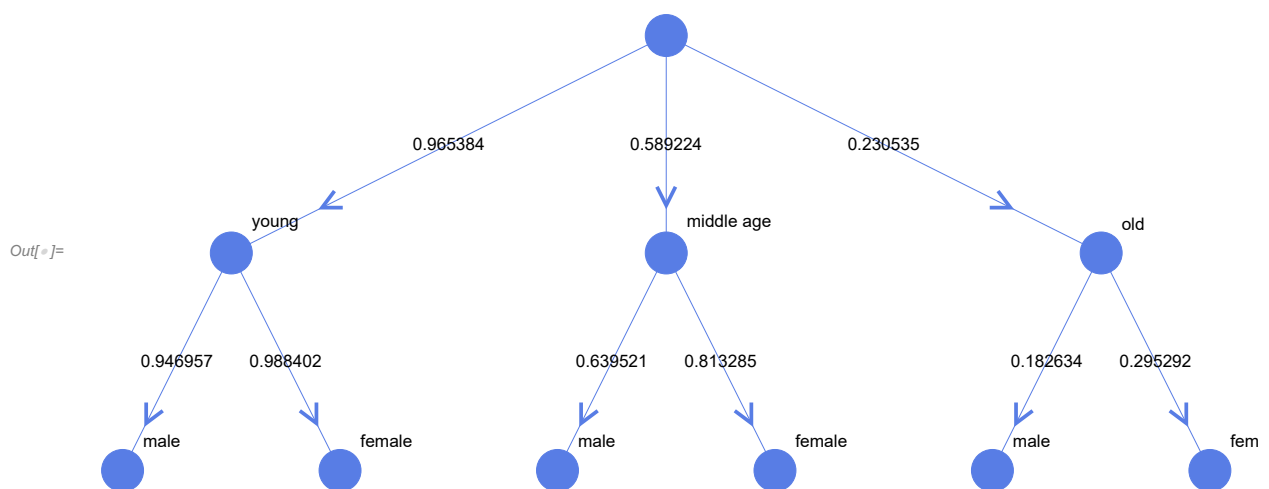 0.965384 0.589224 0.230535
young middle age old
Out[•]=
0.946957 0.988402 0.639521 0.813285 0.182634 0.295292
male female male female male fem